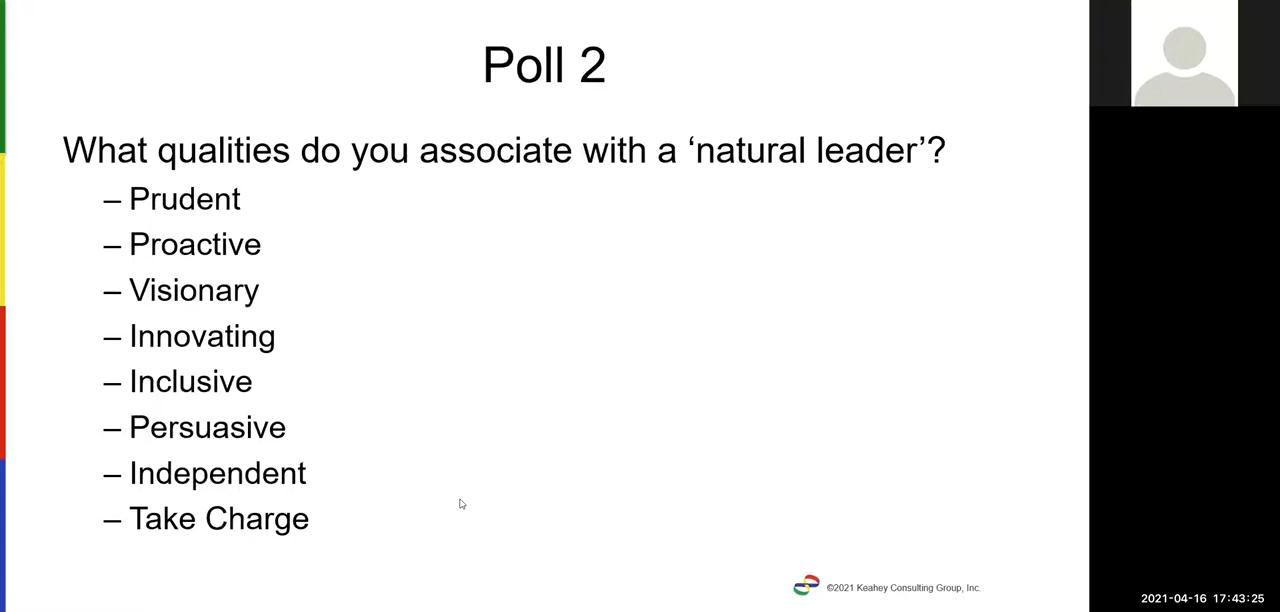 Poll 2
What qualities do you associate with a ‘natural leader’?
– Prudent
– Proactive
– Visionary
– Innovating
– Inclusive
– Persuasive
– Independent
– Take Charge
©2021 Keahey Consulting Group, Inc.
2021-04-16 17:43:25